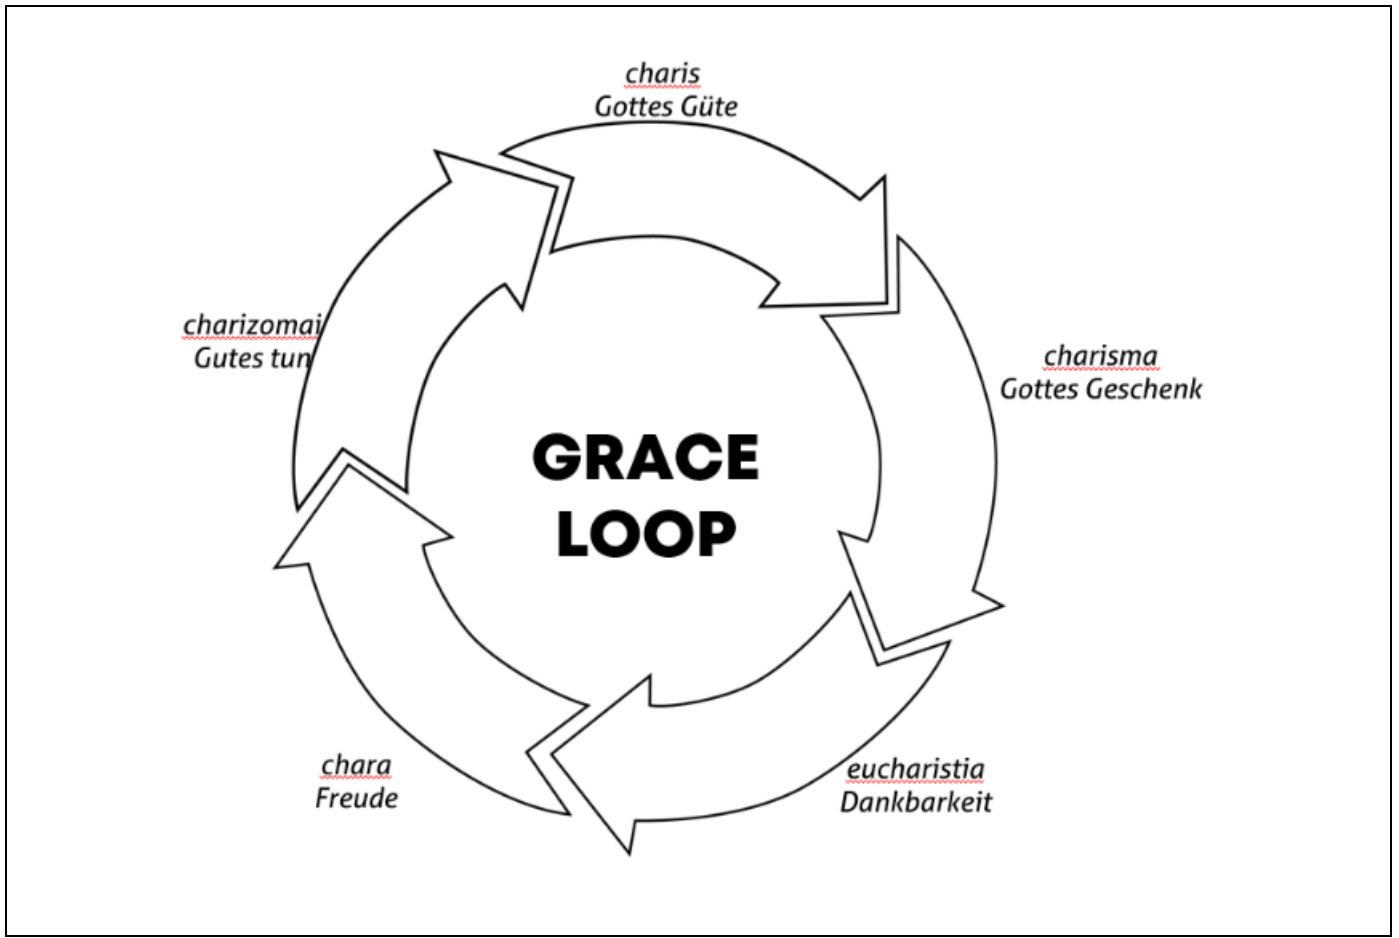 charis
Gottes Güte
charisma
Gottes Geschenk
eucharistia
Dankbarkeit
chara
Freude
charizomai
Gutes tun
GRACE
LOOP